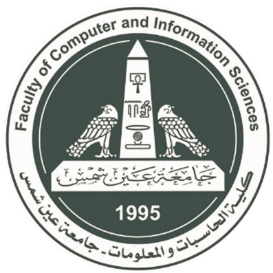 Faculty of Computer and Information Sciences
جامعة عين شمس
1995
كلية الحاسبات والمعلومات - جامعة عين شمس